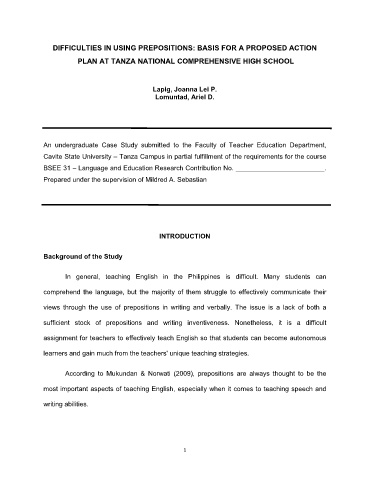 DIFFICULTIES IN USING PREPOSITIONS: BASIS FOR A PROPOSED ACTION
PLAN AT TANZA NATIONAL COMPREHENSIVE HIGH SCHOOL
Lapig, Joanna Lei P.
Lomuntad, Ariel D.
An undergraduate Case Study submitted to the Faculty of Teacher Education Department,
Cavite State University – Tanza Campus in partial fulfillment of the requirements for the course
BSEE 31 – Language and Education Research Contribution No. _________________________.
Prepared under the supervision of Mildred A. Sebastian
INTRODUCTION
Background of the Study
In general, teaching English in the Philippines is difficult. Many students can
comprehend the language, but the majority of them struggle to effectively communicate their
views through the use of prepositions in writing and verbally. The issue is a lack of both a
sufficient stock of prepositions and writing inventiveness. Nonetheless, it is a difficult
assignment for teachers to effectively teach English so that students can become autonomous
learners and gain much from the teachers' unique teaching strategies.
According to Mukundan & Norwati (2009), prepositions are always thought to be the
most important aspects of teaching English, especially when it comes to teaching speech and
writing abilities.
1